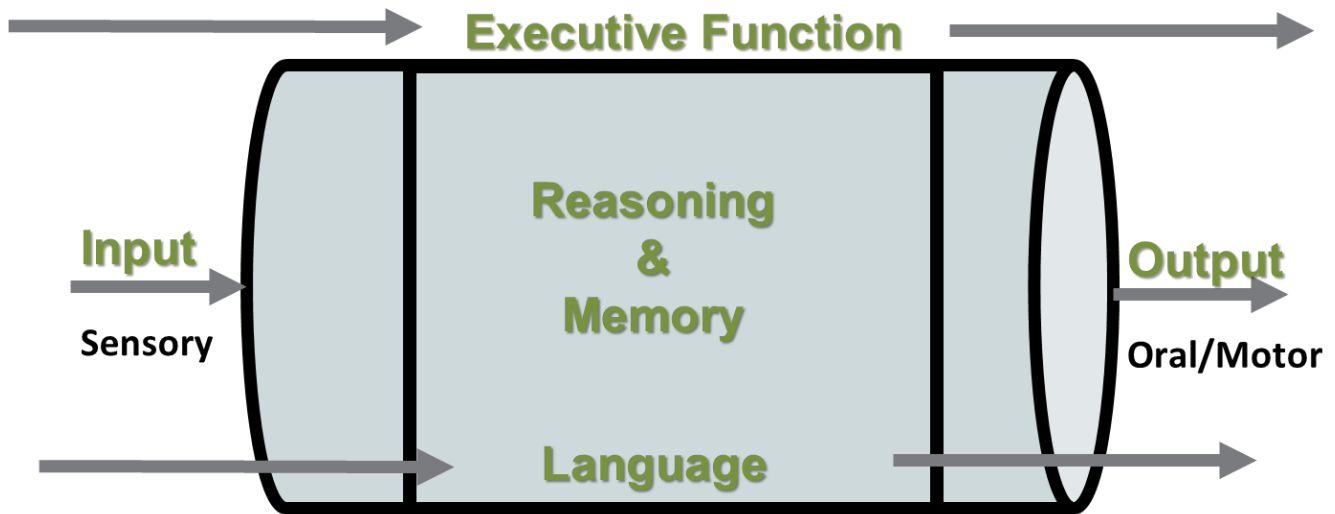 Executive Function
Reasoning
&
Memory
Input
Sensory
Output
Oral/Motor
Language